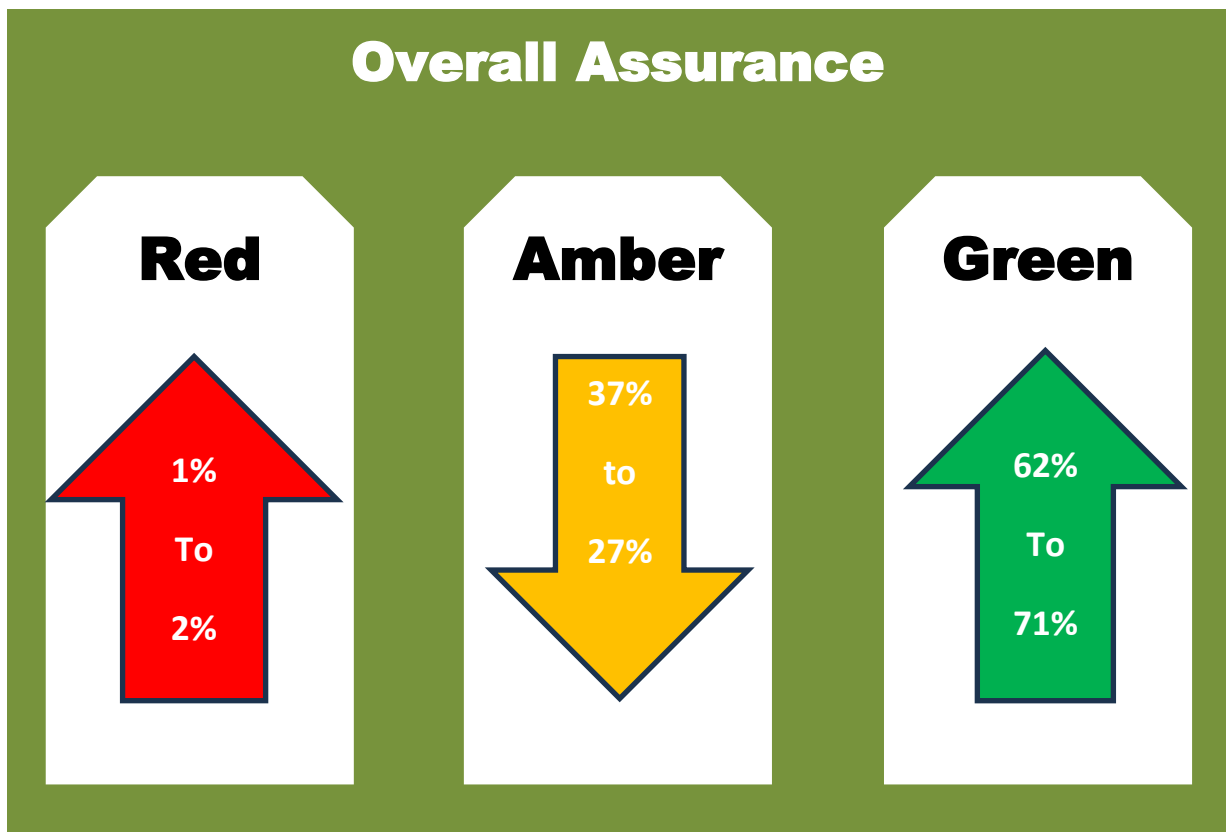 Overall Assurance
Red
1%
To
2%
Amber
37%
to
27%
Green
62%
To
71%